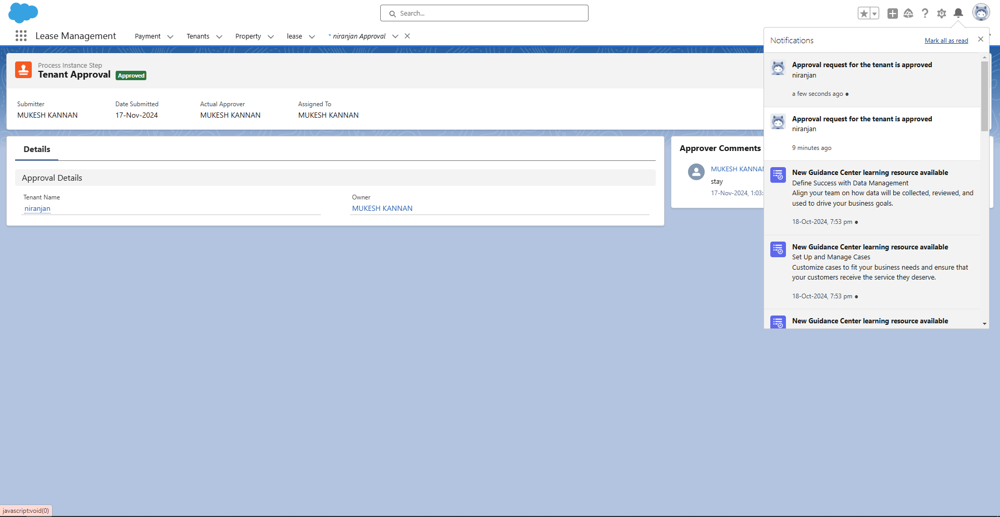 Search...
Lease Management
Payment
Tenants
Property
lease
* niranjan Approval
Process Instance Step
Tenant Approval
Approved
Submitter
MUKESH KANNAN
Date Submitted
17-Nov-2024
Actual Approver
MUKESH KANNAN
Assigned To
MUKESH KANNAN
Details
Approval Details
Tenant Name
niranjan
Owner
MUKESH KANNAN
Approver Comments
MUKESH KANNAN
stay
17-Nov-2024, 1:03:
Notifications
Mark all as read
Approval request for the tenant is approved
niranjan
a few seconds ago
Approval request for the tenant is approved
niranjan
9 minutes ago
New Guidance Center learning resource available
Define Success with Data Management
Align your team on how data will be collected, reviewed, and
used to drive your business goals.
18-Oct-2024, 7:53 pm
New Guidance Center learning resource available
Set Up and Manage Cases
Customize cases to fit your business needs and ensure that
your customers receive the service they deserve.
18-Oct-2024, 7:53 pm
New Guidance Center learning resource available
javascript:void(0)